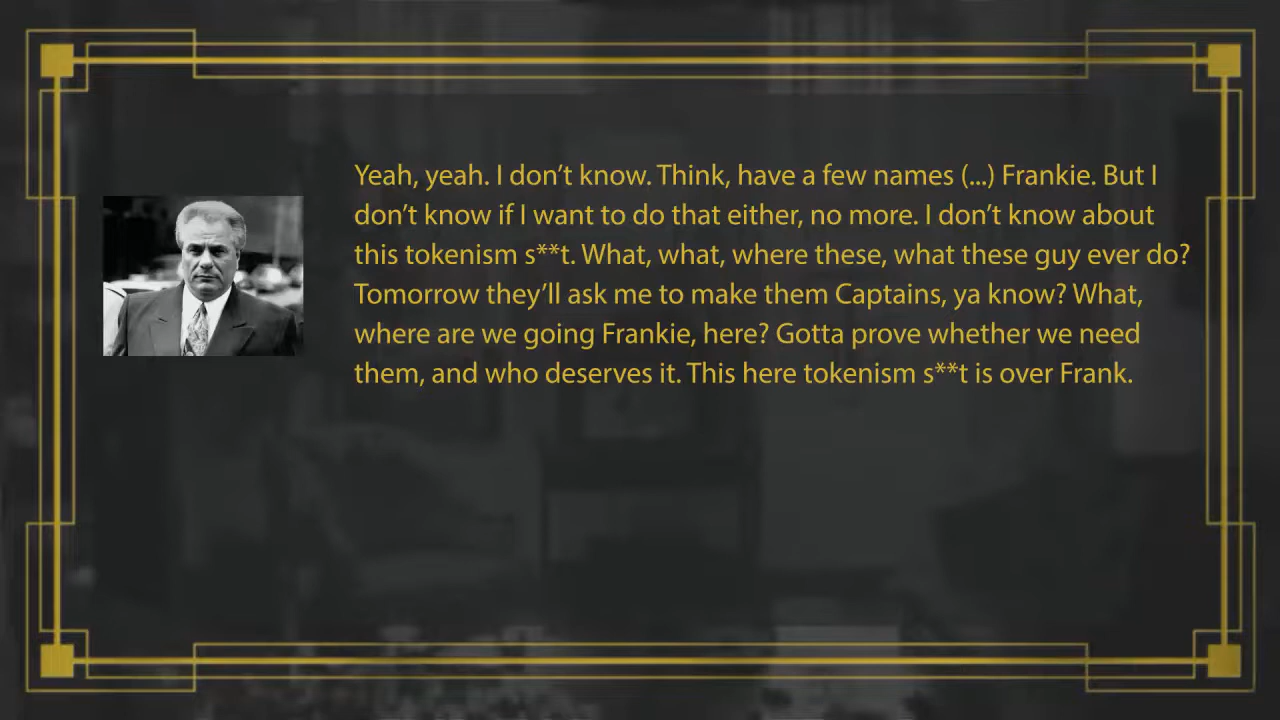 Yeah, yeah. I don’t know. Think, have a few names (...) Frankie. But I
don’t know if I want to do that either, no more. I don’t know about
this tokenism s**t. What, what, where these, what these guy ever do?
Tomorrow they’ll ask me to make them Captains, ya know? What,
where are we going Frankie, here? Gotta prove whether we need
them, and who deserves it. This here tokenism s**t is over Frank.